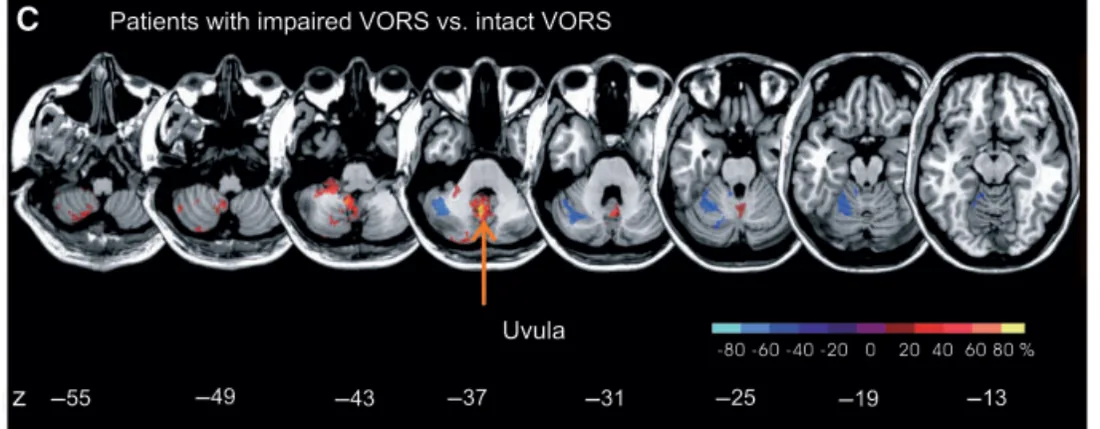 C Patients with impaired VORS vs. intact VORS
Uvula
-80 -60 -40 -20 0 20 40 60 80 %
z –55 –49 –43 –37 –31 –25 –19 –13